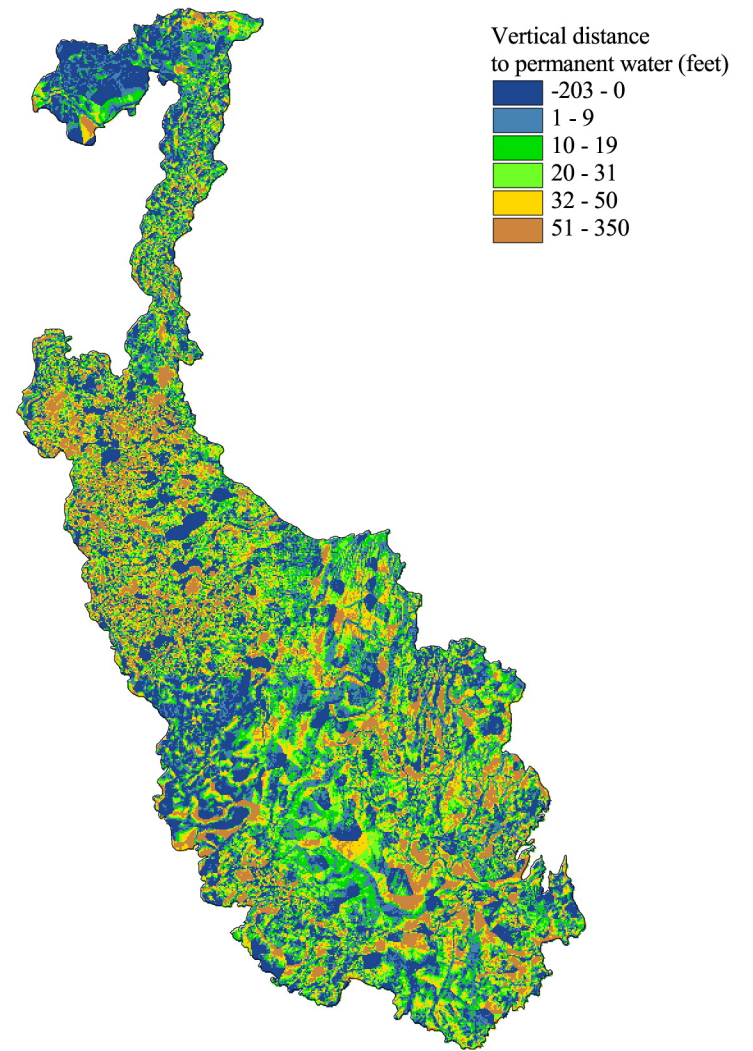 Vertical distance
to permanent water (feet)
-203 - 0
1 - 9
10 - 19
20 - 31
32 - 50
51 - 350